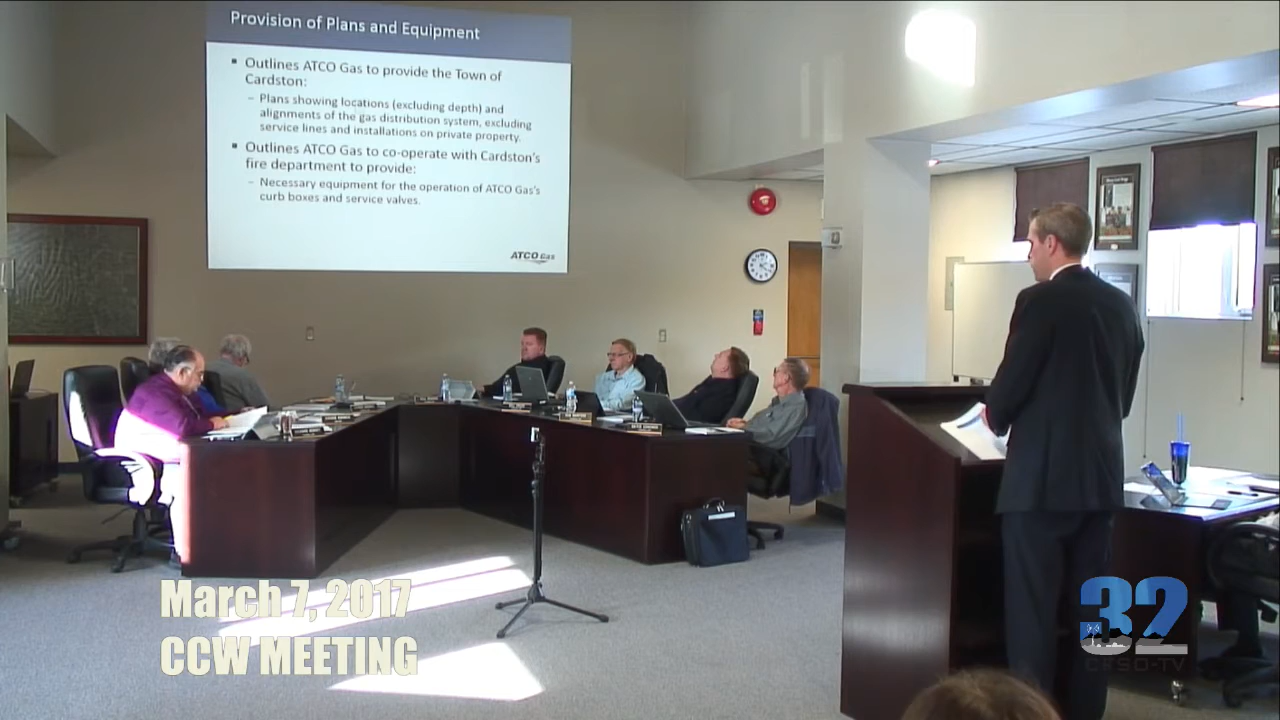 Provision of Plans and Equipment
▪ Outlines ATCO Gas to provide the Town of
Cardston:
– Plans showing locations (excluding depth) and
alignments of the gas distribution system, excluding
service lines and installations on private property.
▪ Outlines ATCO Gas to co-operate with Cardston's
fire department to provide:
– Necessary equipment for the operation of ATCO Gas's
curb boxes and service valves.
ATCO Gas
March 7, 2017
CCW MEETING
32
CFSO-TV